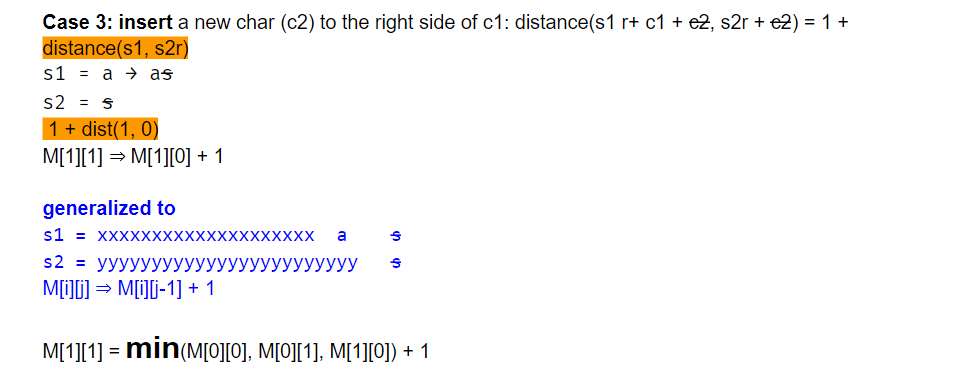 Case 3: insert a new char (c2) to the right side of c1: distance(s1 r+ c1 + c2, s2r + c2) = 1 +
distance(s1, s2r)
s1 = a → as
s2 = s
1 + dist(1, 0)
M[1][1] ⇒ M[1][0] + 1
generalized to
s1 = xxxxxxxxxxxxxxxxxxxx a s
s2 = yyyyyyyyyyyyyyyyyyyyyyyy s
M[i][j] ⇒ M[i][j-1] + 1
M[1][1] = min(M[0][0], M[0][1], M[1][0]) + 1